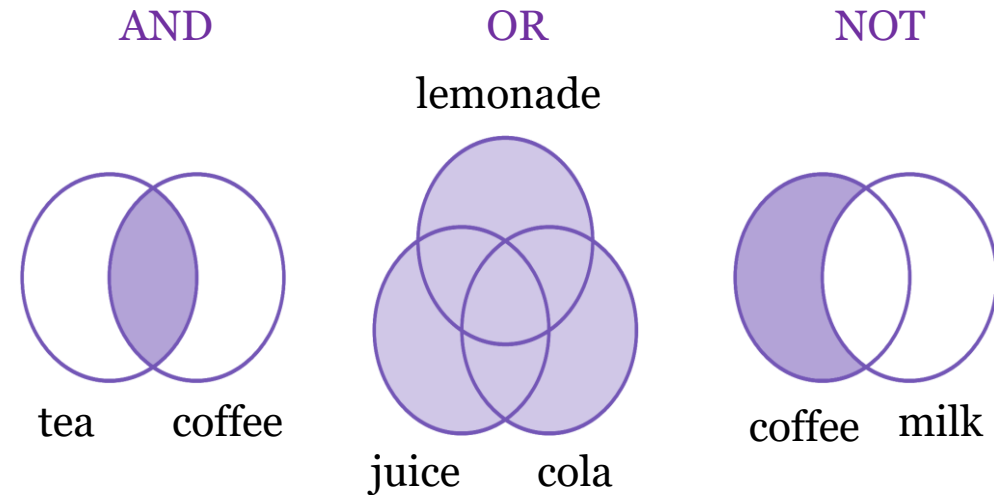 AND
OR
NOT
lemonade
tea
coffee
juice
cola
coffee
milk